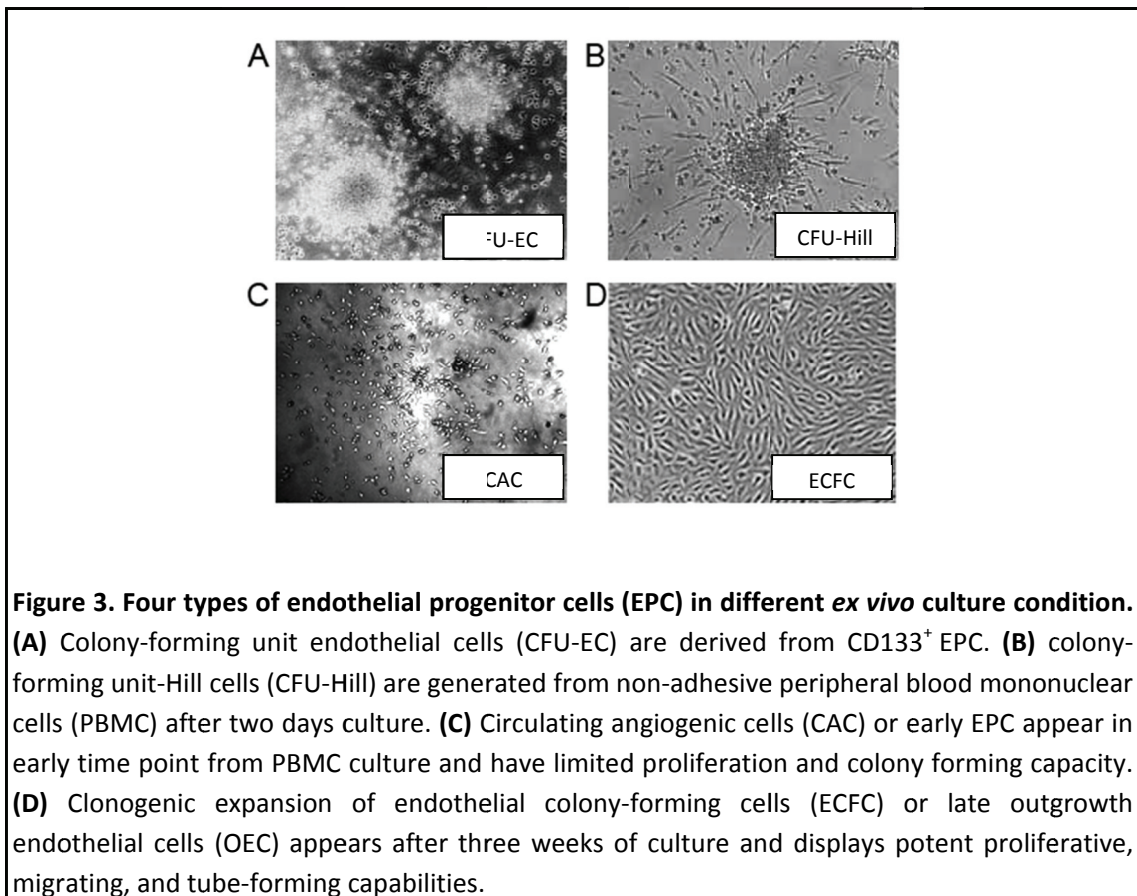 A
B
FU-EC
CFU-Hill
C
D
CAC
ECFC
Figure 3. Four types of endothelial progenitor cells (EPC) in different ex vivo culture condition.
(A) Colony-forming unit endothelial cells (CFU-EC) are derived from CD133⁺ EPC. (B) colony-
forming unit-Hill cells (CFU-Hill) are generated from non-adhesive peripheral blood mononuclear
cells (PBMC) after two days culture. (C) Circulating angiogenic cells (CAC) or early EPC appear in
early time point from PBMC culture and have limited proliferation and colony forming capacity.
(D) Clonogenic expansion of endothelial colony-forming cells (ECFC) or late outgrowth
endothelial cells (OEC) appears after three weeks of culture and displays potent proliferative,
migrating, and tube-forming capabilities.